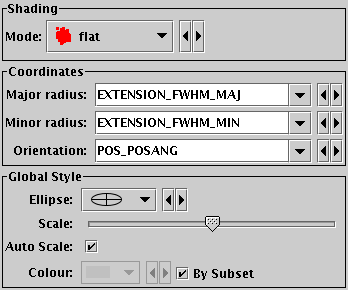 Shading
Mode: flat
Coordinates
Major radius: EXTENSION_FWHM_MAJ
Minor radius: EXTENSION_FWHM_MIN
Orientation: POS_POSANG
Global Style
Ellipse:
Scale:
Auto Scale:
Colour: By Subset